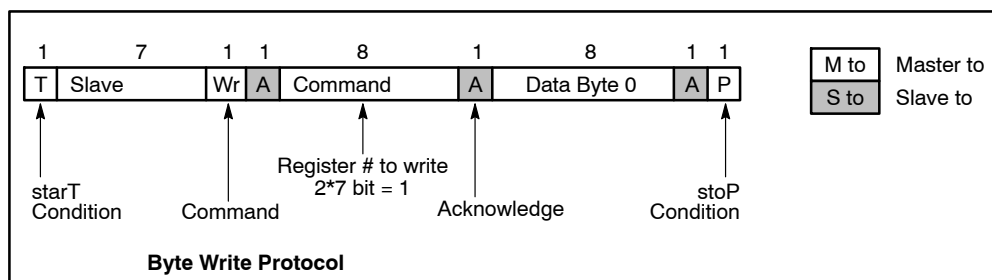 1 7 1 1 8 1 8 1 1
T Slave Wr A Command A Data Byte 0 A P
M to Master to
S to Slave to
Register # to write
2*7 bit = 1
starT
Condition
Command
Acknowledge
stoP
Condition
Byte Write Protocol